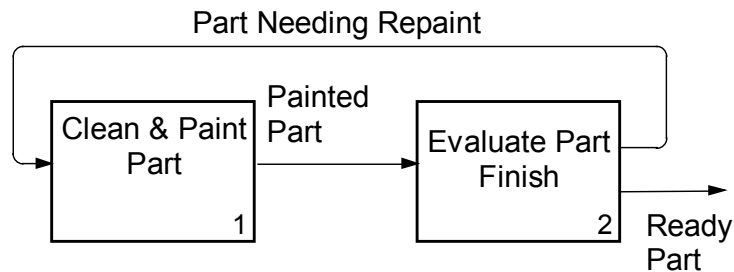 Part Needing Repaint
Clean & Paint
Part
1
Painted
Part
Evaluate Part
Finish
2
Ready
Part